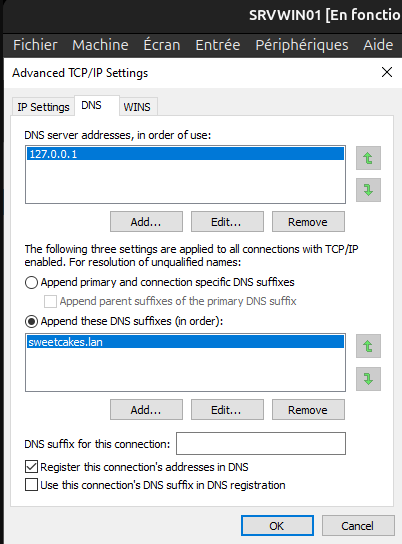 SRVWIN01 [En fonctio
Fichier Machine Écran Entrée Périphériques Aide
Advanced TCP/IP Settings
IP Settings DNS WINS
DNS server addresses, in order of use:
127.0.0.1
Add... Edit... Remove
The following three settings are applied to all connections with TCP/IP
enabled. For resolution of unqualified names:
Append primary and connection specific DNS suffixes
Append parent suffixes of the primary DNS suffix
Append these DNS suffixes (in order):
sweetcakes.lan
Add... Edit... Remove
DNS suffix for this connection:
Register this connection's addresses in DNS
Use this connection's DNS suffix in DNS registration
OK Cancel